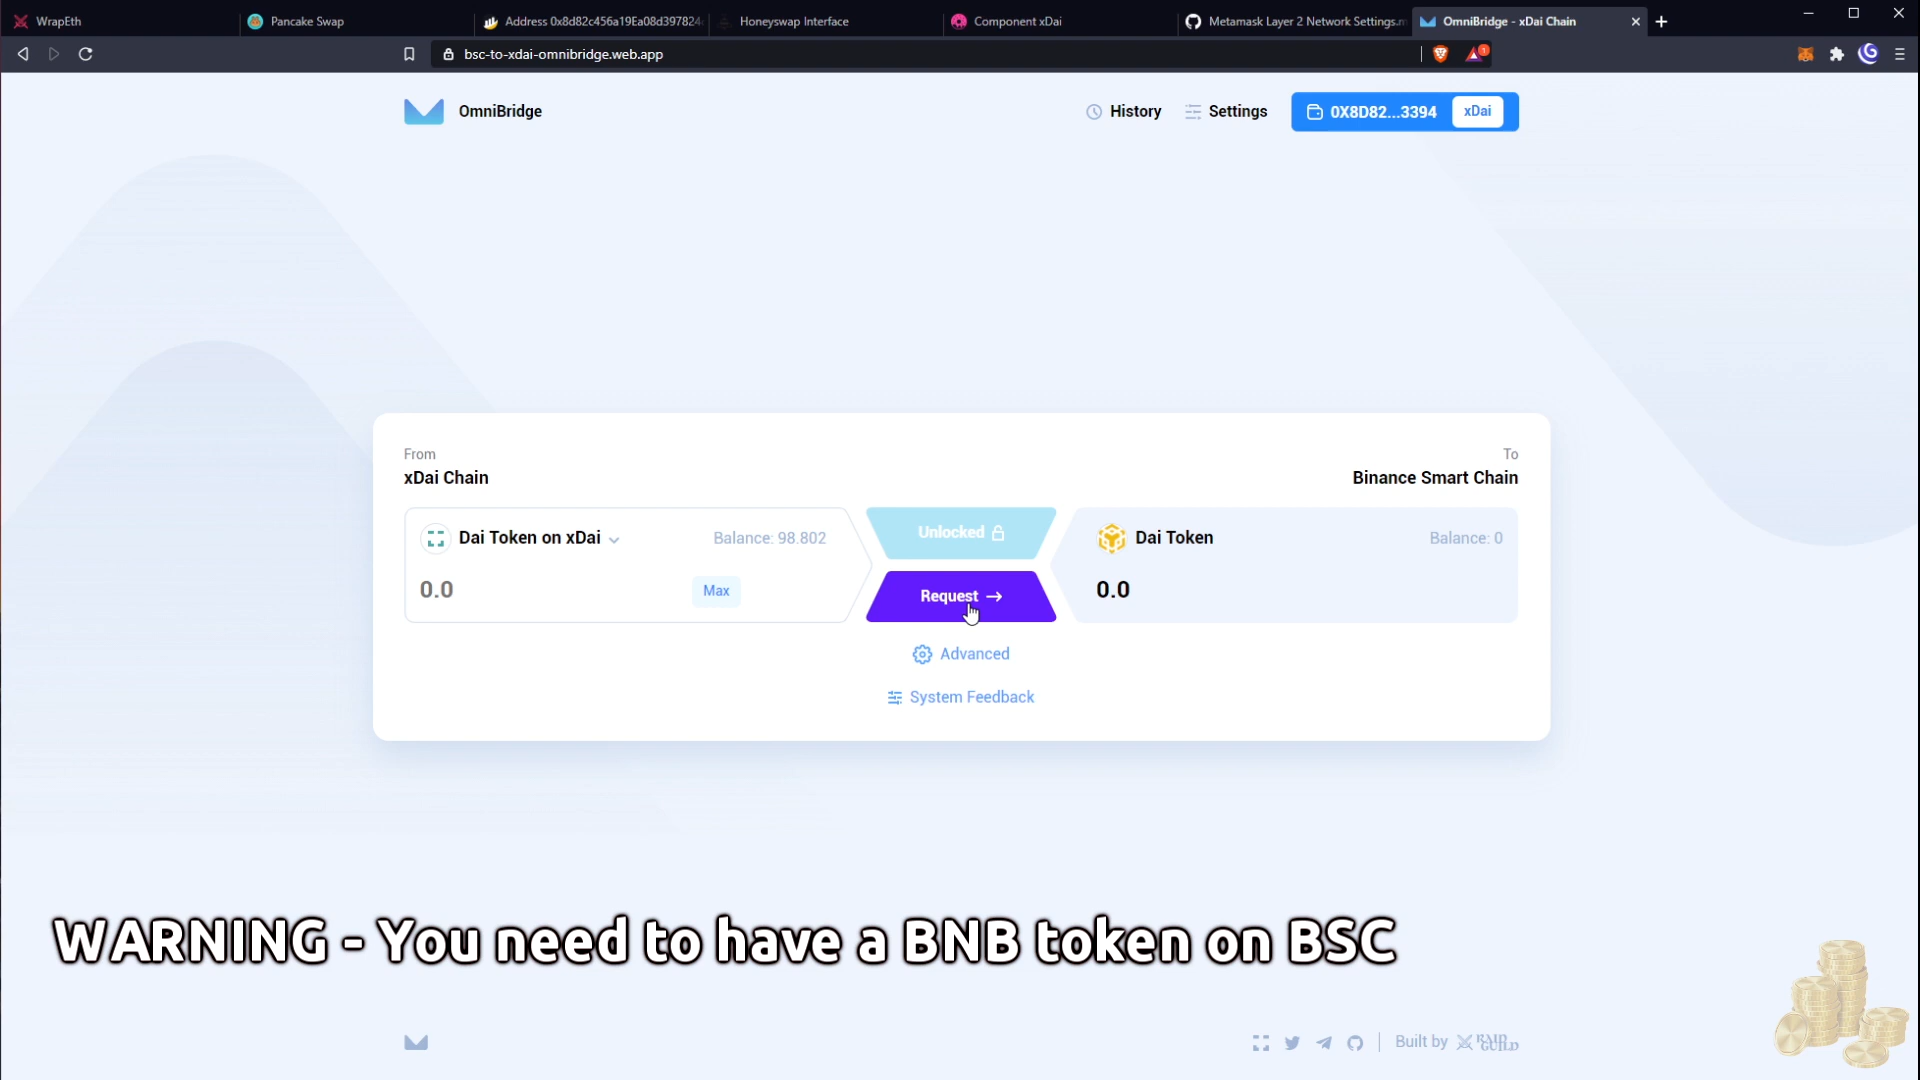 WrapEth
Pancake Swap
Address 0x8d82c456a19Ea08d397824
Honeyswap Interface
Component xDai
Metamask Layer 2 Network Settings.m
OmniBridge - xDai Chain
bsc-to-xdai-omnibridge.web.app
1
OmniBridge
History
Settings
0X8D82...3394
xDai
From
To
xDai Chain
Binance Smart Chain
Dai Token on xDai
Balance: 98.802
Unlocked
Dai Token
Balance: 0
0.0
Max
Request
0.0
Advanced
System Feedback
WARNING - You need to have a BNB token on BSC
Built by
RAID
GUILD